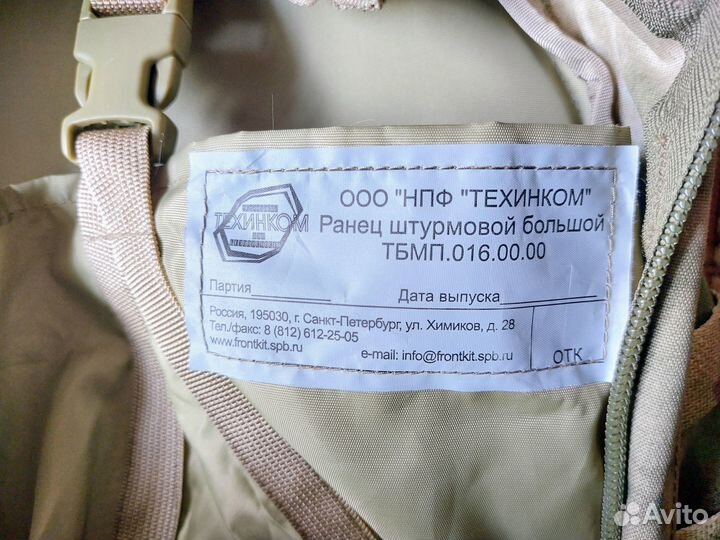 ТЕХИНКОМ
ООО "НПФ "ТЕХИНКОМ"
Ранец штурмовой большой
ТБМП.016.00.00
Партия Дата выпуска
Россия, 195030, г. Санкт-Петербург, ул. Химиков, д. 28
Тел./факс: 8 (812) 612-25-05
www.frontkit.spb.ru e-mail: info@frontkit.spb.ru
ОТК
Avito